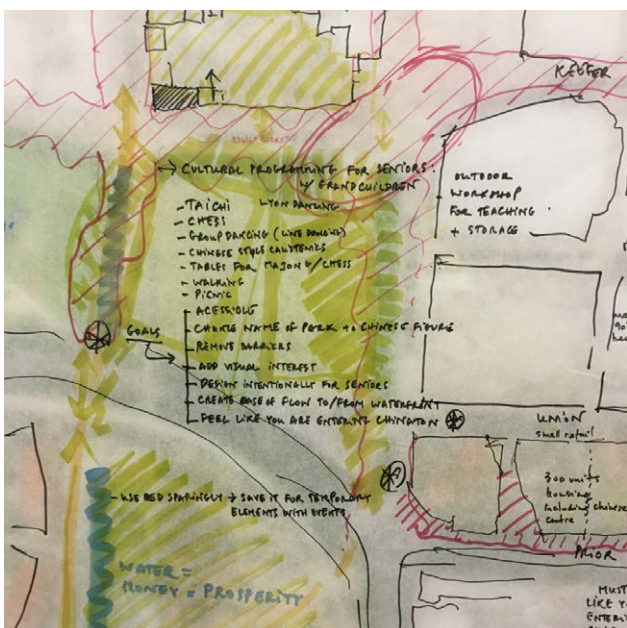 KEEFER
→ CULTURAL PROGRAMMING FOR SENIORS.
W/ GRANDCHILDREN
- TAICHI
LYON DANCING
- CHESS
- GROUP DANCING (LINE DANCING)
- CHINESE STYLE CALISTENICS
- TABLES FOR MAJONG/CHESS
- WALKING
- PICNIC
OUTDOOR
WORKSHOP
FOR TEACHING
+ STORAGE
GOALS
- ACESSIBLE
- CHANGE NAME OF PARK TO CHINESE FIGURE
- REMOVE BARRIERS
- ADD VISUAL INTEREST
- DESIGN INTENTIONALLY FOR SENIORS
- CREATE EASE OF FLOW TO/FROM WATERFRONT
- FEEL LIKE YOU ARE ENTERING CHINATOWN
UNION
small retail
300 units
housing
including chinese
centre
PRIOR
- USE RED SPARINGLY → SAVE IT FOR TEMPORARY
ELEMENTS WITH EVENTS.
WATER =
MONEY = PROSPERITY
MUST
LIKE YO
ENTERI